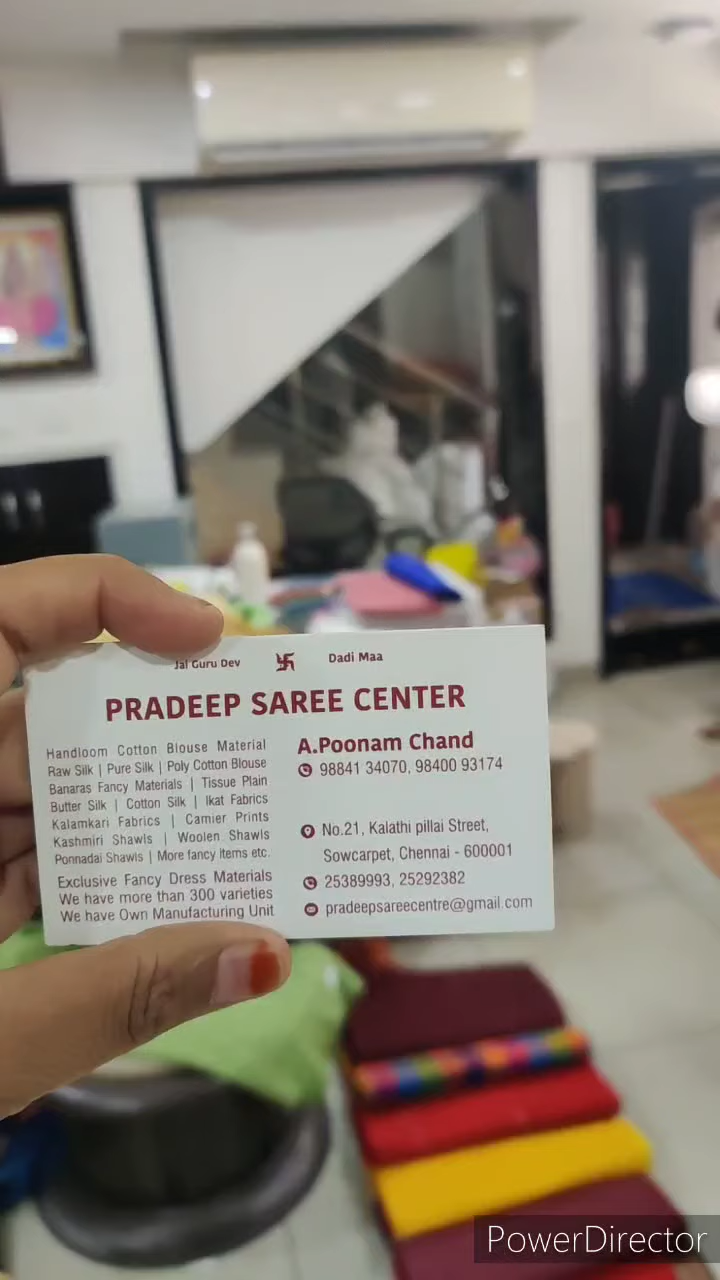 Jai Guru Dev 卐 Dadi Maa
PRADEEP SAREE CENTER
Handloom Cotton Blouse Material
Raw Silk | Pure Silk | Poly Cotton Blouse
Banaras Fancy Materials | Tissue Plain
Butter Silk | Cotton Silk | Ikat Fabrics
Kalamkari Fabrics | Camier Prints
Kashmiri Shawls | Woolen Shawls
Ponnadai Shawls | More fancy Items etc.
Exclusive Fancy Dress Materials
We have more than 300 varieties
We have Own Manufacturing Unit
A.Poonam Chand
98841 34070, 98400 93174
No.21, Kalathi pillai Street,
Sowcarpet, Chennai - 600001
25389993, 25292382
pradeepsareecentre@gmail.com
PowerDirector